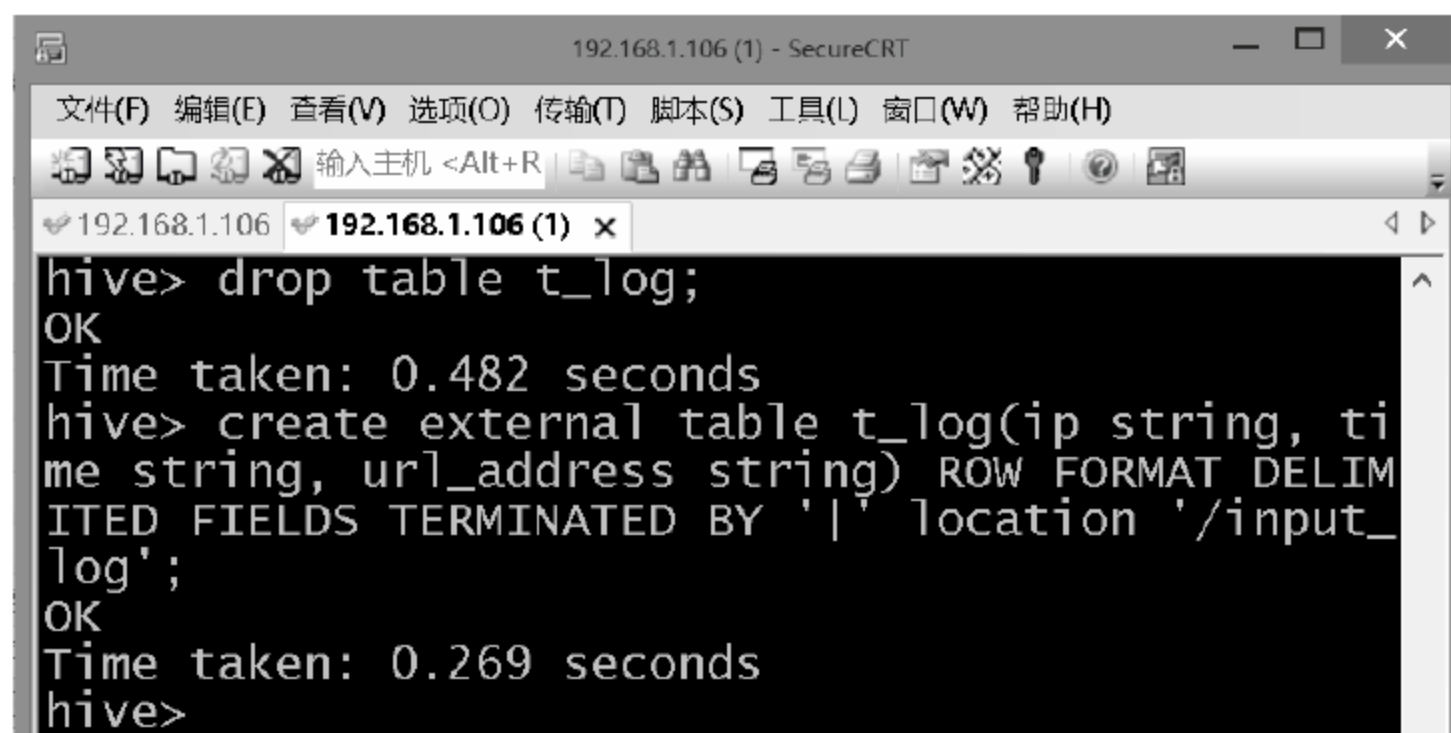 192.168.1.106 (1) - SecureCRT
文件(F) 编辑(E) 查看(V) 选项(O) 传输(T) 脚本(S) 工具(L) 窗口(W) 帮助(H)
输入主机 <Alt+R
192.168.1.106 192.168.1.106 (1)
hive> drop table t_log;
OK
Time taken: 0.482 seconds
hive> create external table t_log(ip string, ti
me string, url_address string) ROW FORMAT DELIM
ITED FIELDS TERMINATED BY '|' location '/input_
log';
OK
Time taken: 0.269 seconds
hive>